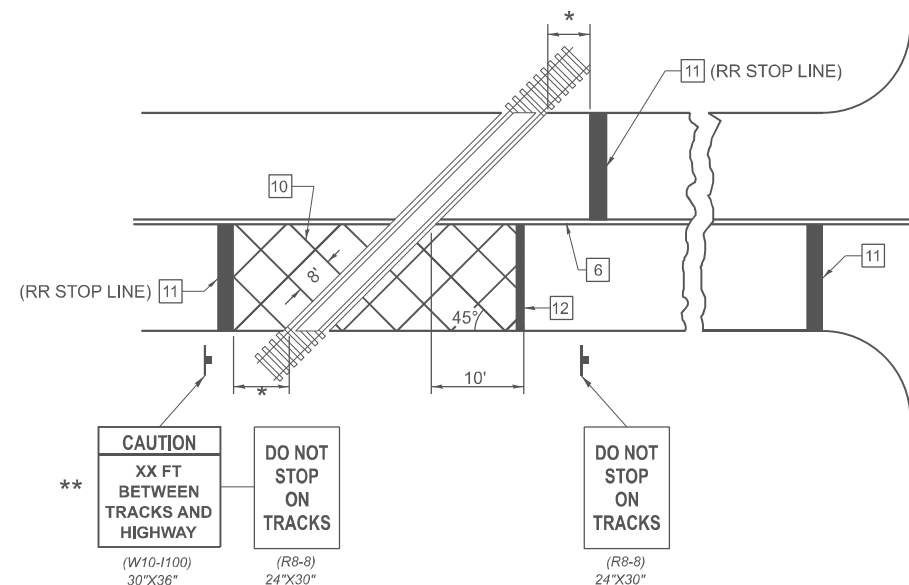 *
11 (RR STOP LINE)
10
8'
6
(RR STOP LINE) 11
11
12
45°
10'
*
**
CAUTION
XX FT
BETWEEN
TRACKS AND
HIGHWAY
(W10-I100)
30"X36"
DO NOT
STOP
ON
TRACKS
(R8-8)
24"X30"
DO NOT
STOP
ON
TRACKS
(R8-8)
24"X30"